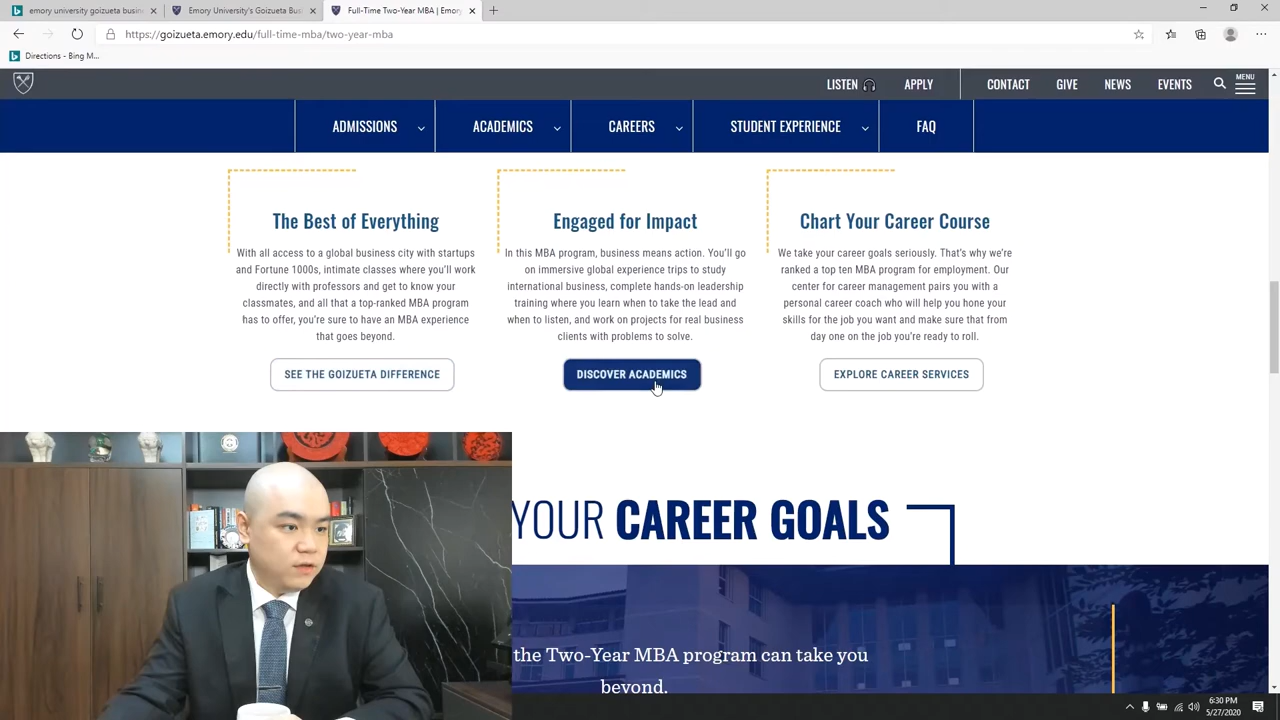 emory university goizueta busin
Emory University's Goizueta Busi
Full-Time Two-Year MBA | Emory
https://goizueta.emory.edu/full-time-mba/two-year-mba
Directions - Bing M...
LISTEN APPLY CONTACT GIVE NEWS EVENTS MENU
ADMISSIONS ACADEMICS CAREERS STUDENT EXPERIENCE FAQ
The Best of Everything
With all access to a global business city with startups
and Fortune 1000s, intimate classes where you'll work
directly with professors and get to know your
classmates, and all that a top-ranked MBA program
has to offer, you're sure to have an MBA experience
that goes beyond.
SEE THE GOIZUETA DIFFERENCE
Engaged for Impact
In this MBA program, business means action. You'll go
on immersive global experience trips to study
international business, complete hands-on leadership
training where you learn when to take the lead and
when to listen, and work on projects for real business
clients with problems to solve.
DISCOVER ACADEMICS
Chart Your Career Course
We take your career goals seriously. That's why we're
ranked a top ten MBA program for employment. Our
center for career management pairs you with a
personal career coach who will help you hone your
skills for the job you want and make sure that from
day one on the job you're ready to roll.
EXPLORE CAREER SERVICES
YOUR CAREER GOALS
the Two-Year MBA program can take you
beyond.
6:30 PM
5/27/2020